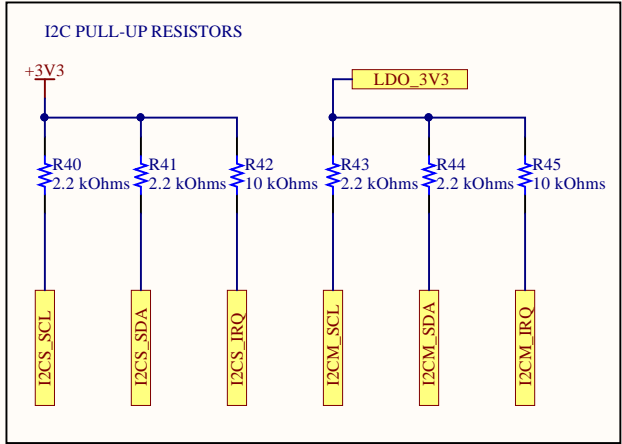 I2C PULL-UP RESISTORS
+3V3
LDO_3V3
R40
2.2 kOhms
R41
2.2 kOhms
R42
10 kOhms
R43
2.2 kOhms
R44
2.2 kOhms
R45
10 kOhms
I2CS_SCL
I2CS_SDA
I2CS_IRQ
I2CM_SCL
I2CM_SDA
I2CM_IRQ